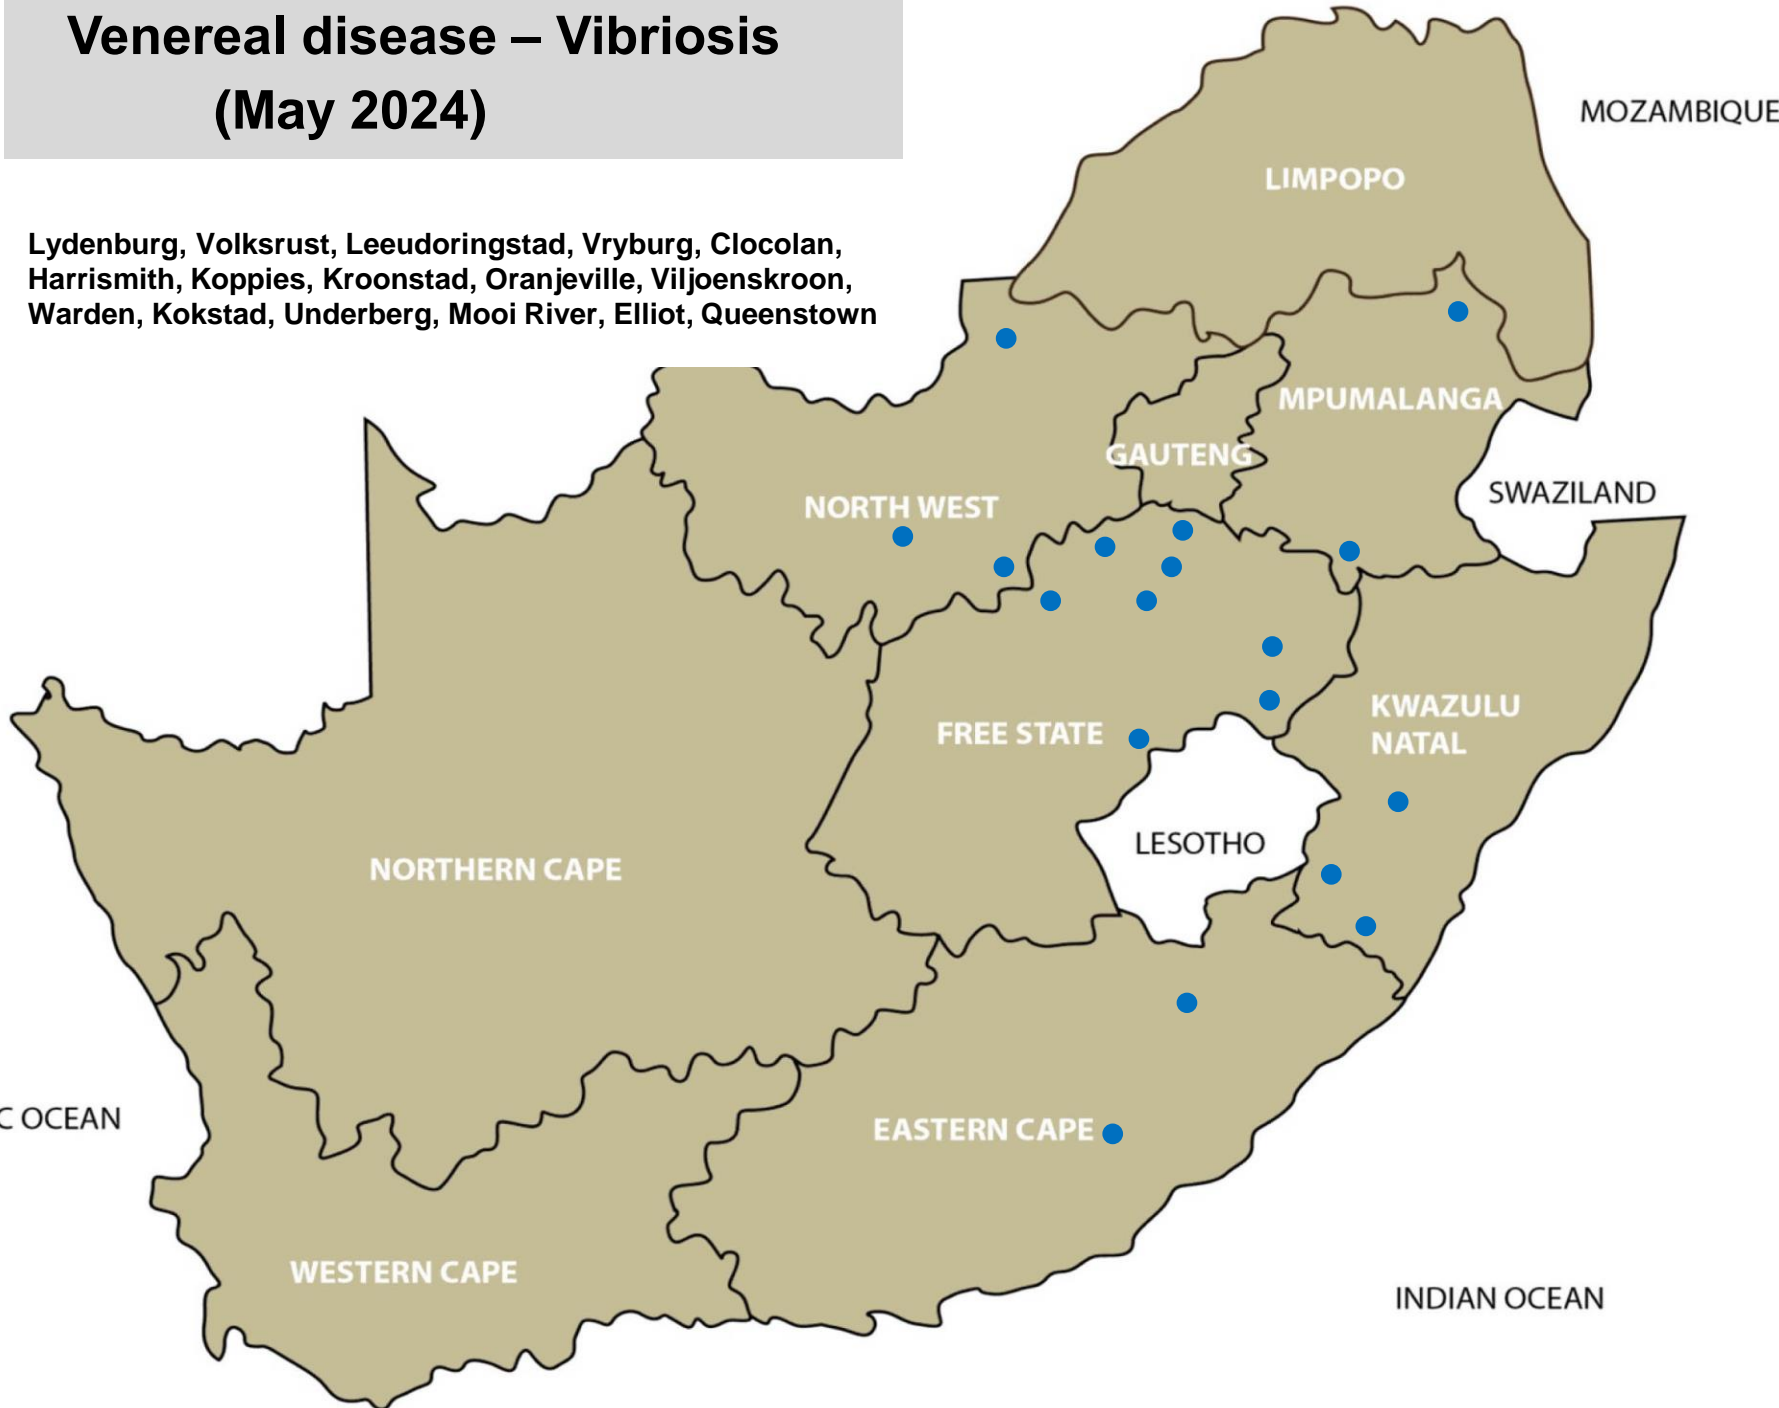 Venereal disease – Vibriosis
(May 2024)
Lydenburg, Volksrust, Leeudoringstad, Vryburg, Clocolan,
Harrismith, Koppies, Kroonstad, Oranjeville, Viljoenskroon,
Warden, Kokstad, Underberg, Mooi River, Elliot, Queenstown
MOZAMBIQUE
LIMPOPO
MPUMALANGA
GAUTENG
SWAZILAND
NORTH WEST
KWAZULU
NATAL
FREE STATE
LESOTHO
NORTHERN CAPE
C OCEAN
EASTERN CAPE
WESTERN CAPE
INDIAN OCEAN